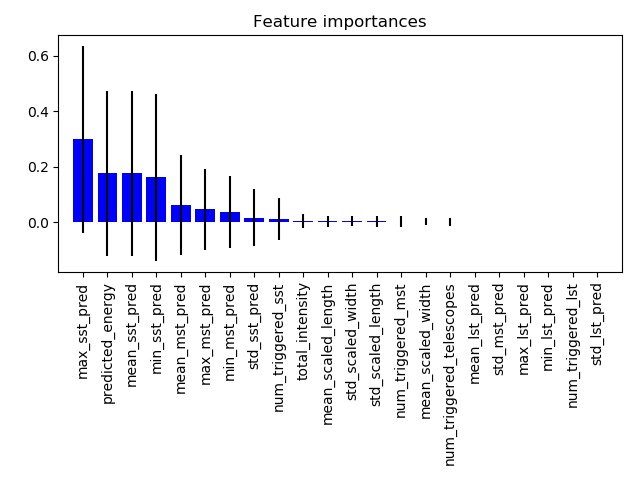 Feature importances
0.6
0.4
0.2
0.0
max_sst_pred
predicted_energy
mean_sst_pred
min_sst_pred
mean_mst_pred
max_mst_pred
min_mst_pred
std_sst_pred
num_triggered_sst
total_intensity
mean_scaled_length
std_scaled_width
std_scaled_length
num_triggered_mst
mean_scaled_width
num_triggered_telescopes
mean_lst_pred
std_mst_pred
max_lst_pred
min_lst_pred
num_triggered_lst
std_lst_pred